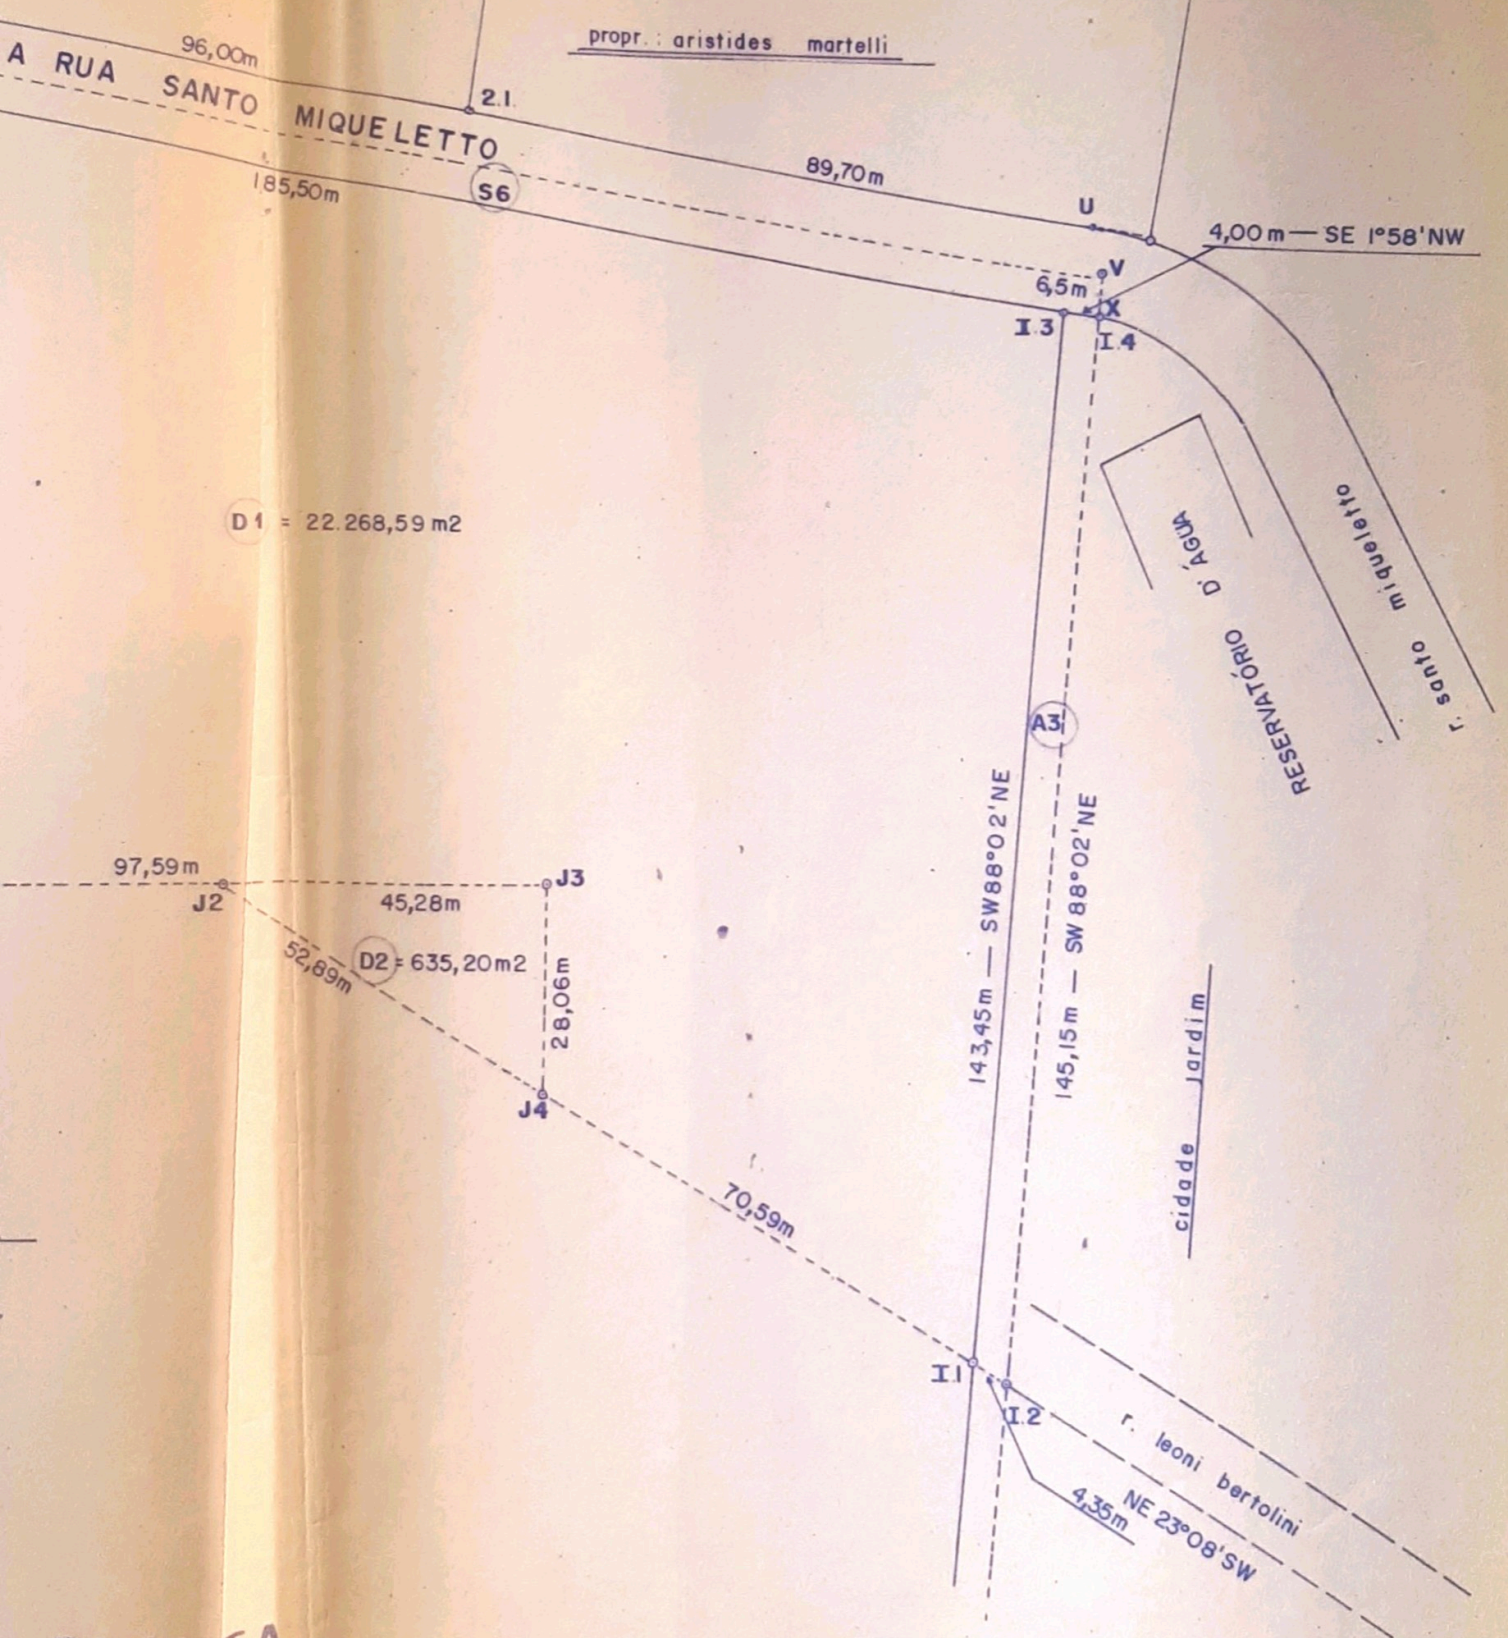 propr.: aristides martelli
96,00m
A RUA SANTO MIQUELETTO
2.I.
S6
185,50m
89,70m
U
4,00m — SE 1°58'NW
V
6,5m
X
I.3
I.4
D1 = 22.268,59 m2
r. santo miqueletto
RESERVATÓRIO D'ÁGUA
A3
143,45m — SW88°02'NE
145,15m — SW 88°02'NE
97,59m
J2
J3
45,28m
52,89m
D2 = 635,20m2
28,06m
J4
cidade jardim
70,59m
I.1
I.2
r. leoni bertolini
4,35m
NE 23°08'SW